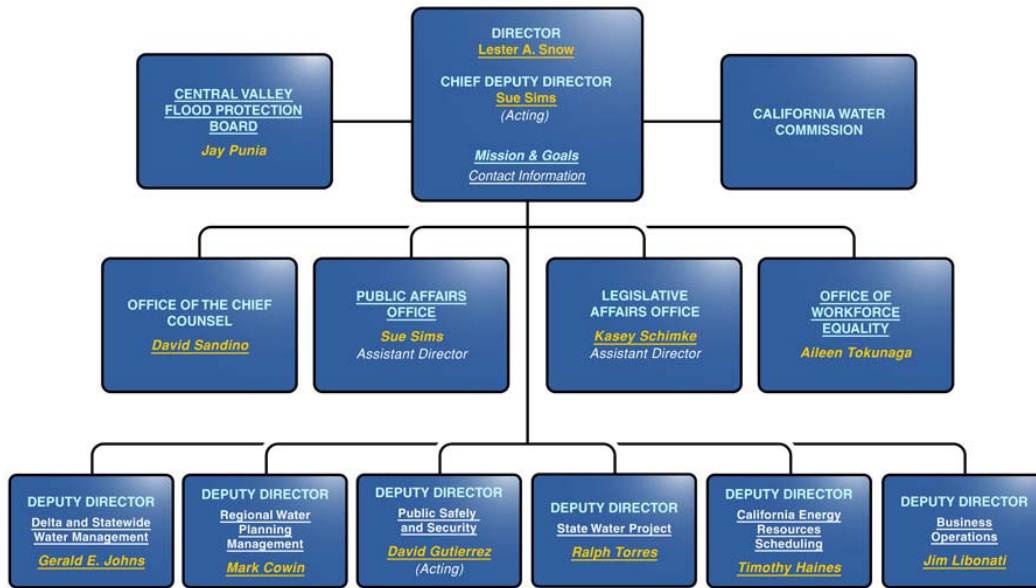 DIRECTOR
Lester A. Snow
CHIEF DEPUTY DIRECTOR
Sue Sims
(Acting)
Mission & Goals
Contact Information
CENTRAL VALLEY
FLOOD PROTECTION
BOARD
Jay Punia
CALIFORNIA WATER
COMMISSION
OFFICE OF THE CHIEF
COUNSEL
David Sandino
PUBLIC AFFAIRS
OFFICE
Sue Sims
Assistant Director
LEGISLATIVE
AFFAIRS OFFICE
Kasey Schimke
Assistant Director
OFFICE OF
WORKFORCE
EQUALITY
Aileen Tokunaga
DEPUTY DIRECTOR
Delta and Statewide
Water Management
Gerald E. Johns
DEPUTY DIRECTOR
Regional Water
Planning
Management
Mark Cowin
DEPUTY DIRECTOR
Public Safely
and Security
David Gutierrez
(Acting)
DEPUTY DIRECTOR
State Water Project
Ralph Torres
DEPUTY DIRECTOR
California Energy
Resources
Scheduling
Timothy Haines
DEPUTY DIRECTOR
Business
Operations
Jim Libonati